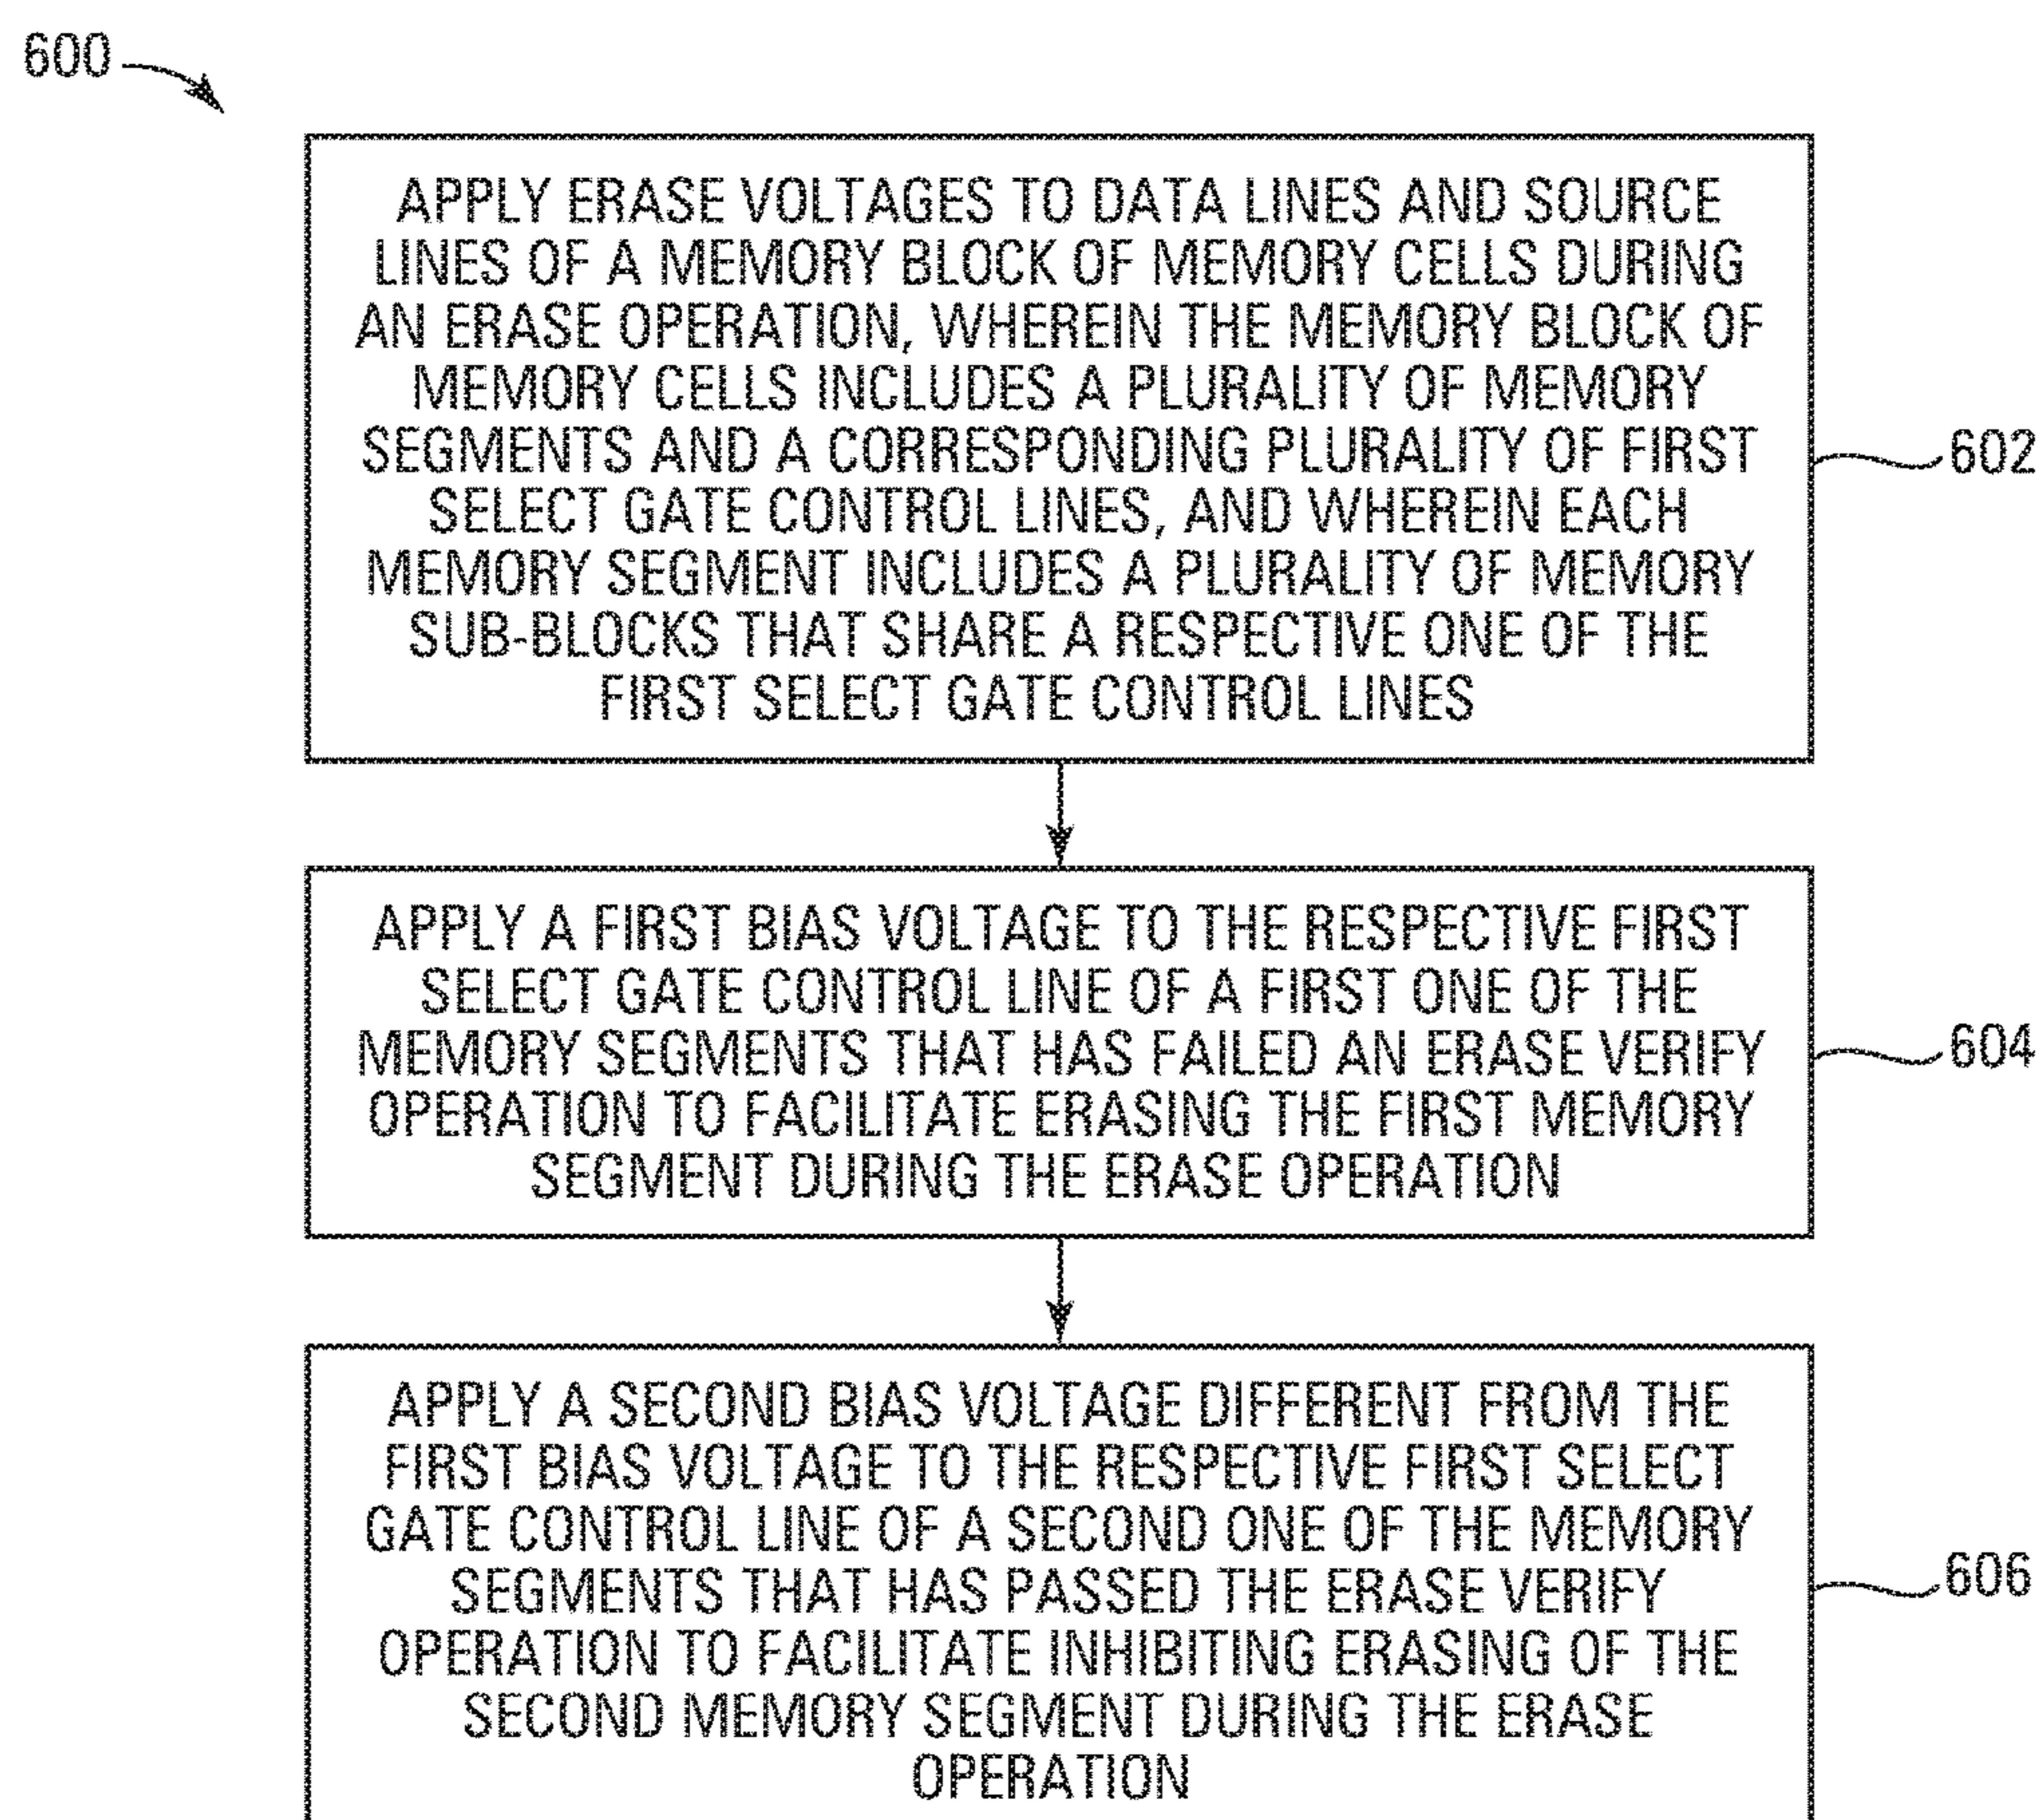 600
APPLY ERASE VOLTAGES TO DATA LINES AND SOURCE
LINES OF A MEMORY BLOCK OF MEMORY CELLS DURING
AN ERASE OPERATION, WHEREIN THE MEMORY BLOCK OF
MEMORY CELLS INCLUDES A PLURALITY OF MEMORY
SEGMENTS AND A CORRESPONDING PLURALITY OF FIRST
SELECT GATE CONTROL LINES, AND WHEREIN EACH
MEMORY SEGMENT INCLUDES A PLURALITY OF MEMORY
SUB-BLOCKS THAT SHARE A RESPECTIVE ONE OF THE
FIRST SELECT GATE CONTROL LINES
602
APPLY A FIRST BIAS VOLTAGE TO THE RESPECTIVE FIRST
SELECT GATE CONTROL LINE OF A FIRST ONE OF THE
MEMORY SEGMENTS THAT HAS FAILED AN ERASE VERIFY
OPERATION TO FACILITATE ERASING THE FIRST MEMORY
SEGMENT DURING THE ERASE OPERATION
604
APPLY A SECOND BIAS VOLTAGE DIFFERENT FROM THE
FIRST BIAS VOLTAGE TO THE RESPECTIVE FIRST SELECT
GATE CONTROL LINE OF A SECOND ONE OF THE MEMORY
SEGMENTS THAT HAS PASSED THE ERASE VERIFY
OPERATION TO FACILITATE INHIBITING ERASING OF THE
SECOND MEMORY SEGMENT DURING THE ERASE
OPERATION
606